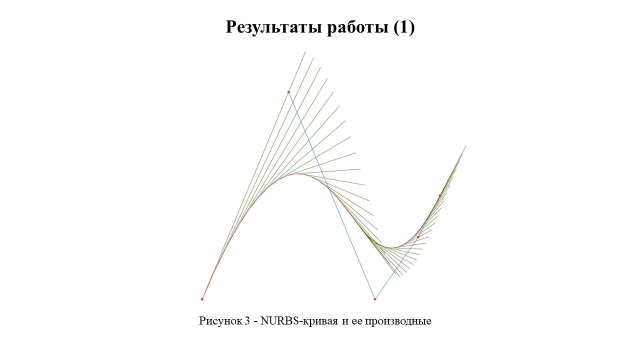 Результаты работы (1)
Рисунок 3 - NURBS-кривая и ее производные